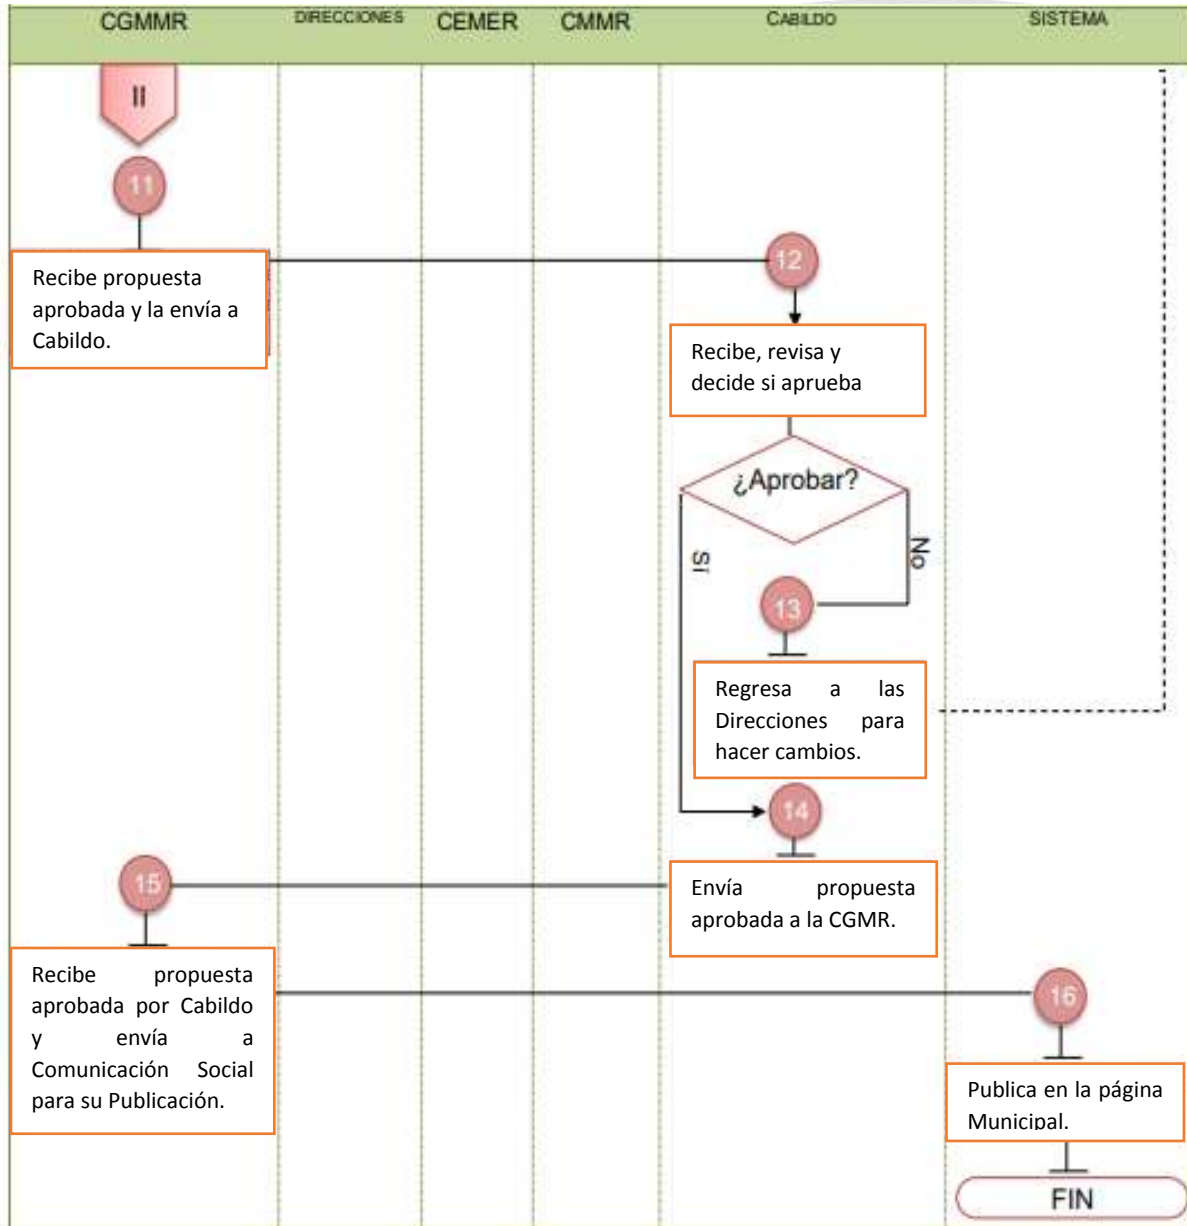 CGMMR
DIRECCIONES
CEMER
CMMR
CABILDO
SISTEMA
II
11
Recibe propuesta
aprobada y la envía a
Cabildo.
12
Recibe, revisa y
decide si aprueba
¿Aprobar?
Sí
No
13
Regresa a las
Direcciones para
hacer cambios.
14
Envía propuesta
aprobada a la CGMR.
15
Recibe propuesta
aprobada por Cabildo
y envía a
Comunicación Social
para su Publicación.
16
Publica en la página
Municipal.
FIN